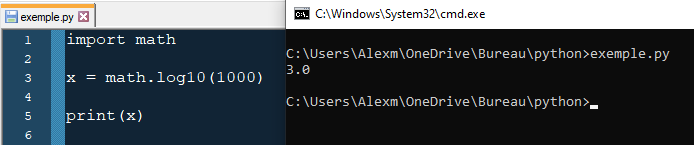 exemple.py
1 import math
2
3 x = math.log10(1000)
4
5 print(x)
6
C:\Windows\System32\cmd.exe
C:\Users\Alexm\OneDrive\Bureau\python>exemple.py
3.0
C:\Users\Alexm\OneDrive\Bureau\python>